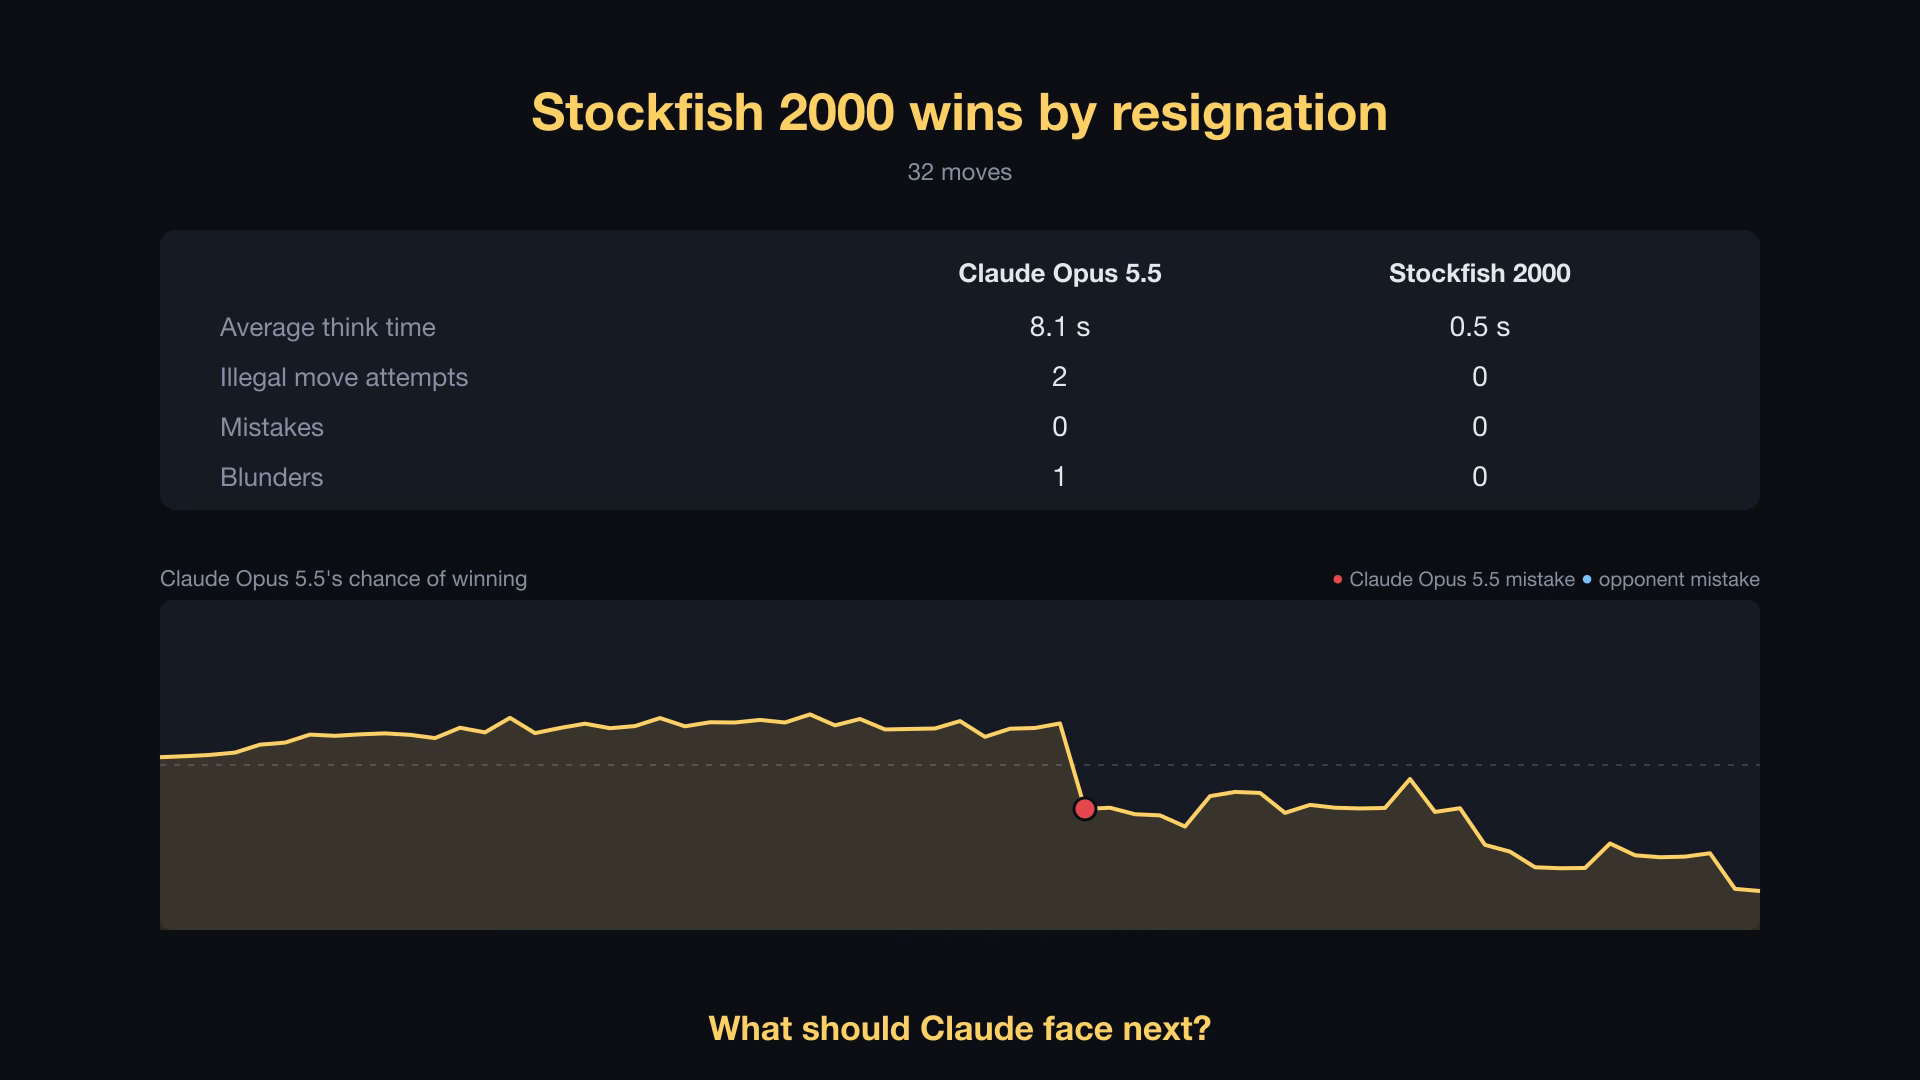 Stockfish 2000 wins by resignation
32 moves
Claude Opus 5.5 Stockfish 2000
Average think time 8.1 s 0.5 s
Illegal move attempts 2 0
Mistakes 0 0
Blunders 1 0
Claude Opus 5.5's chance of winning Claude Opus 5.5 mistake opponent mistake
What should Claude face next?